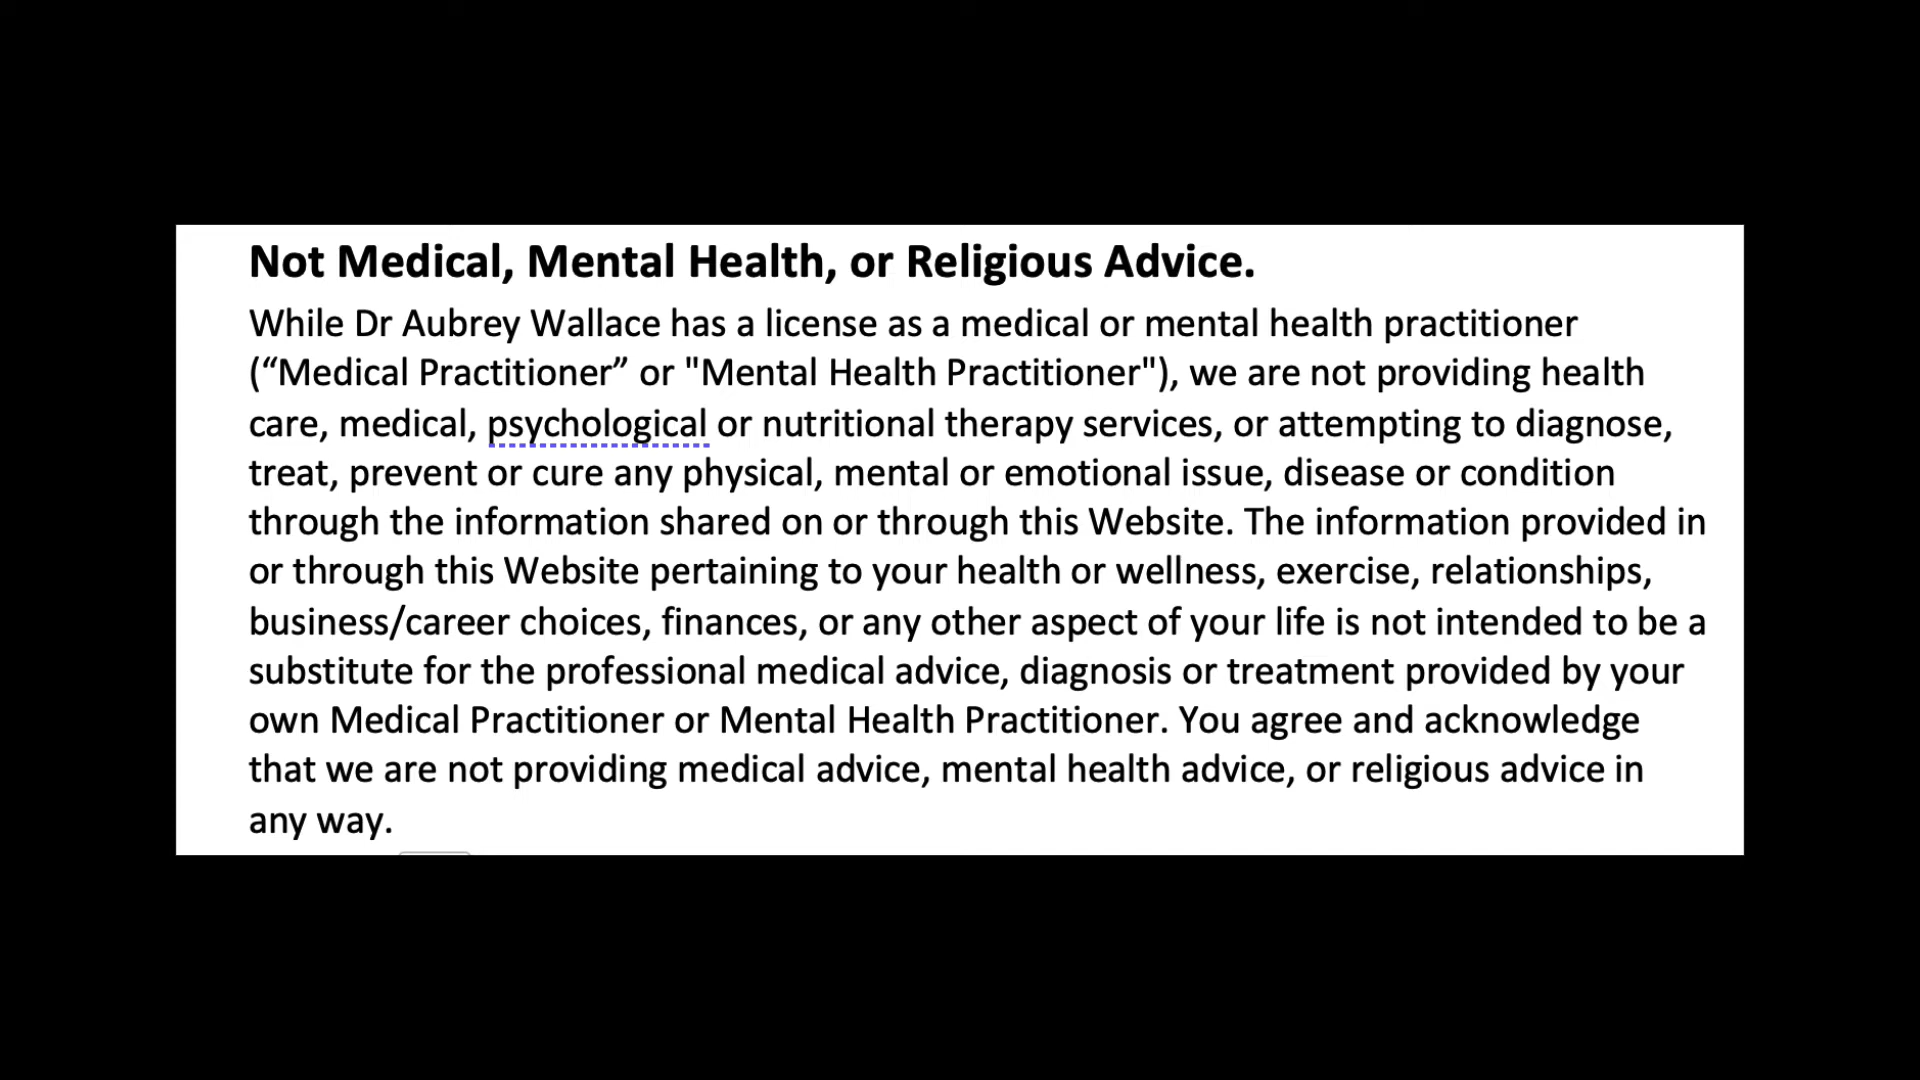 Not Medical, Mental Health, or Religious Advice.
While Dr Aubrey Wallace has a license as a medical or mental health practitioner
(“Medical Practitioner” or "Mental Health Practitioner"), we are not providing health
care, medical, psychological or nutritional therapy services, or attempting to diagnose,
treat, prevent or cure any physical, mental or emotional issue, disease or condition
through the information shared on or through this Website. The information provided in
or through this Website pertaining to your health or wellness, exercise, relationships,
business/career choices, finances, or any other aspect of your life is not intended to be a
substitute for the professional medical advice, diagnosis or treatment provided by your
own Medical Practitioner or Mental Health Practitioner. You agree and acknowledge
that we are not providing medical advice, mental health advice, or religious advice in
any way.